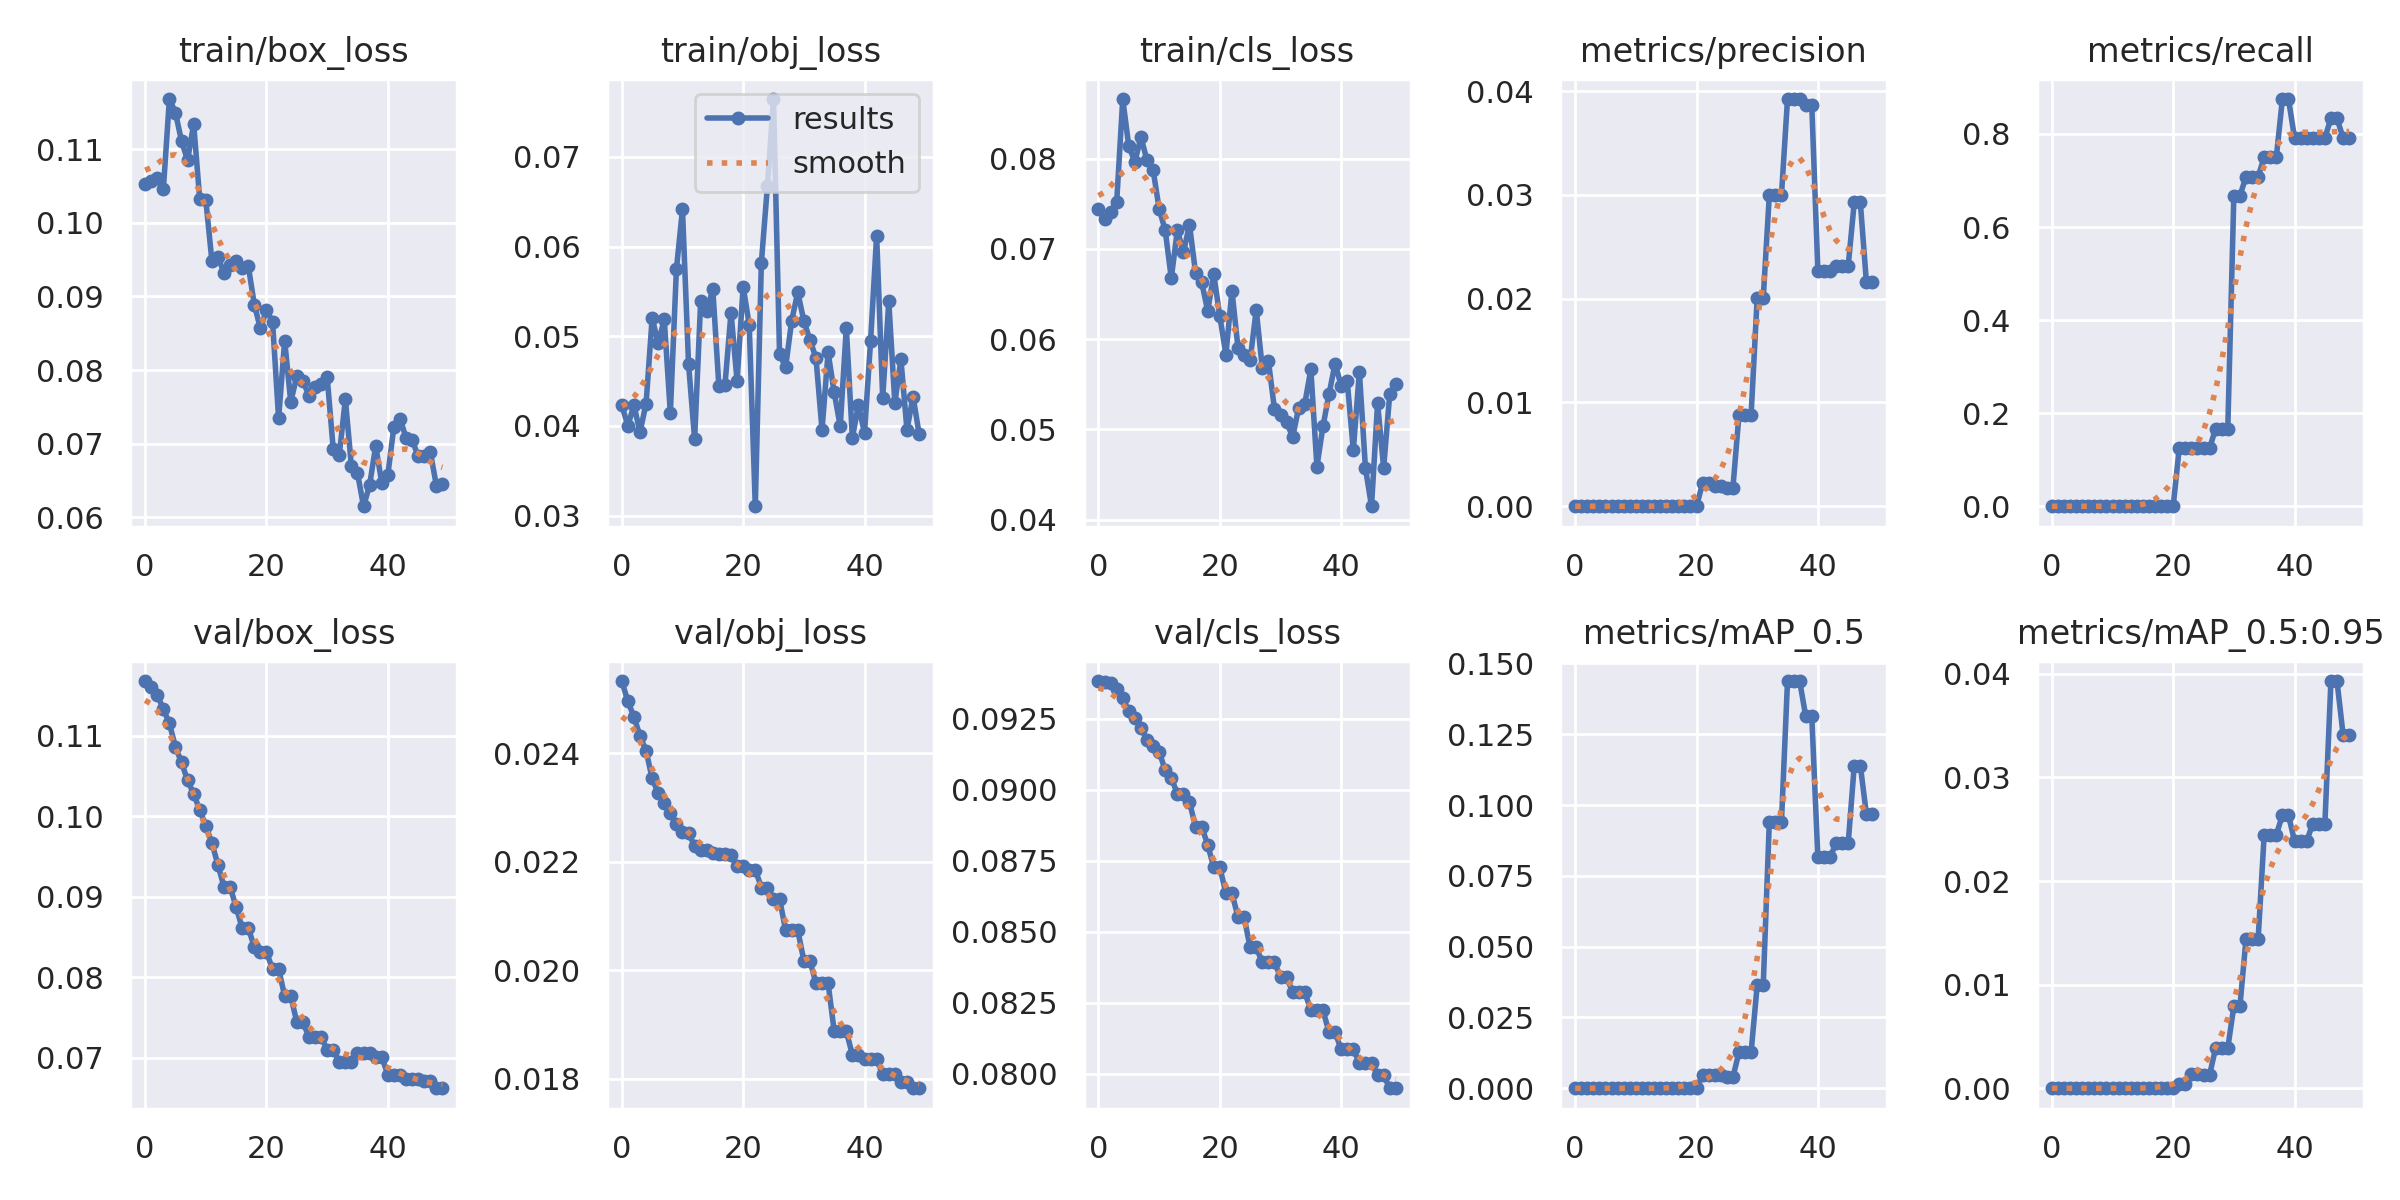 train/box_loss
train/obj_loss
train/cls_loss
metrics/precision
metrics/recall
0.11
0.10
0.09
0.08
0.07
0.06
0 20 40
results
smooth
0.07
0.06
0.05
0.04
0.03
0 20 40
0.08
0.07
0.06
0.05
0.04
0 20 40
0.04
0.03
0.02
0.01
0.00
0 20 40
0.8
0.6
0.4
0.2
0.0
0 20 40
val/box_loss
val/obj_loss
val/cls_loss
metrics/mAP_0.5
metrics/mAP_0.5:0.95
0.11
0.10
0.09
0.08
0.07
0 20 40
0.024
0.022
0.020
0.018
0 20 40
0.0925
0.0900
0.0875
0.0850
0.0825
0.0800
0 20 40
0.150
0.125
0.100
0.075
0.050
0.025
0.000
0 20 40
0.04
0.03
0.02
0.01
0.00
0 20 40